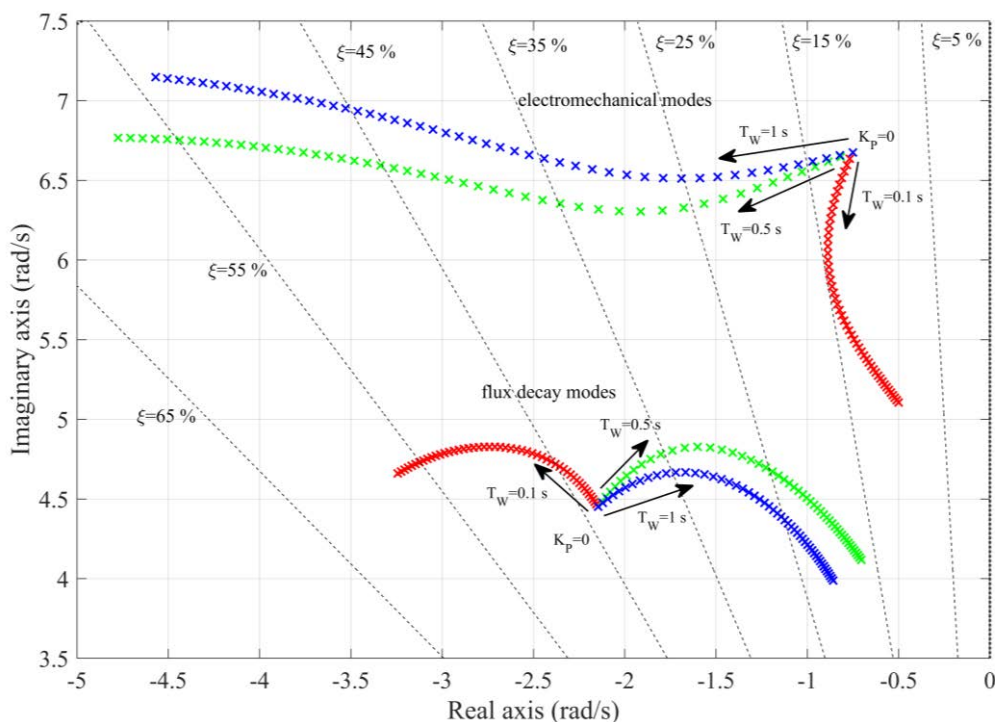 7.5
ξ=45 %
ξ=35 %
ξ=25 %
ξ=15 %
ξ=5 %
7
electromechanical modes
T_W=1 s
K_P=0
6.5
T_W=0.5 s
T_W=0.1 s
6
ξ=55 %
5.5
Imaginary axis (rad/s)
5
ξ=65 %
flux decay modes
T_W=0.5 s
4.5
T_W=0.1 s
T_W=1 s
K_P=0
4
3.5
-5
-4.5
-4
-3.5
-3
-2.5
-2
-1.5
-1
-0.5
0
Real axis (rad/s)